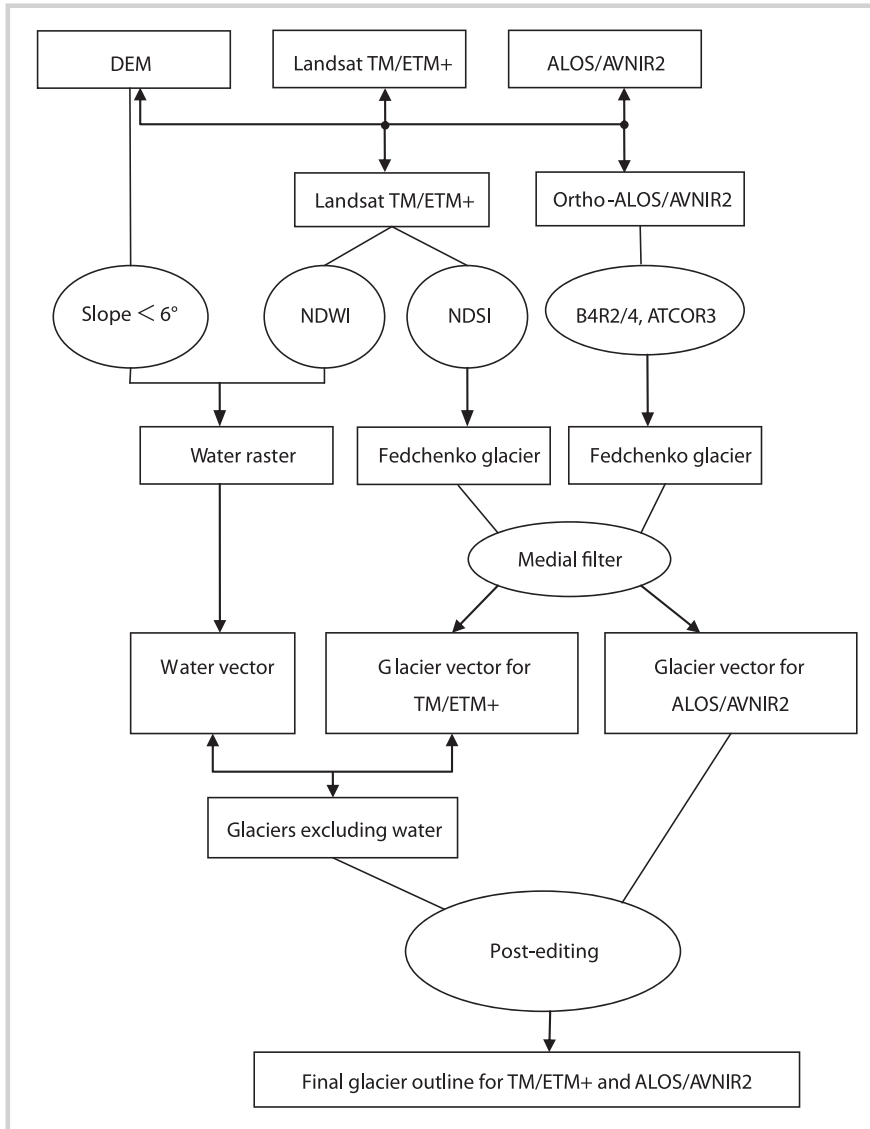 DEM
Landsat TM/ETM+
ALOS/AVNIR2
Landsat TM/ETM+
Ortho-ALOS/AVNIR2
Slope < 6°
NDWI
NDSI
B4R2/4, ATCOR3
Water raster
Fedchenko glacier
Fedchenko glacier
Medial filter
Water vector
Glacier vector for
TM/ETM+
Glacier vector for
ALOS/AVNIR2
Glaciers excluding water
Post-editing
Final glacier outline for TM/ETM+ and ALOS/AVNIR2